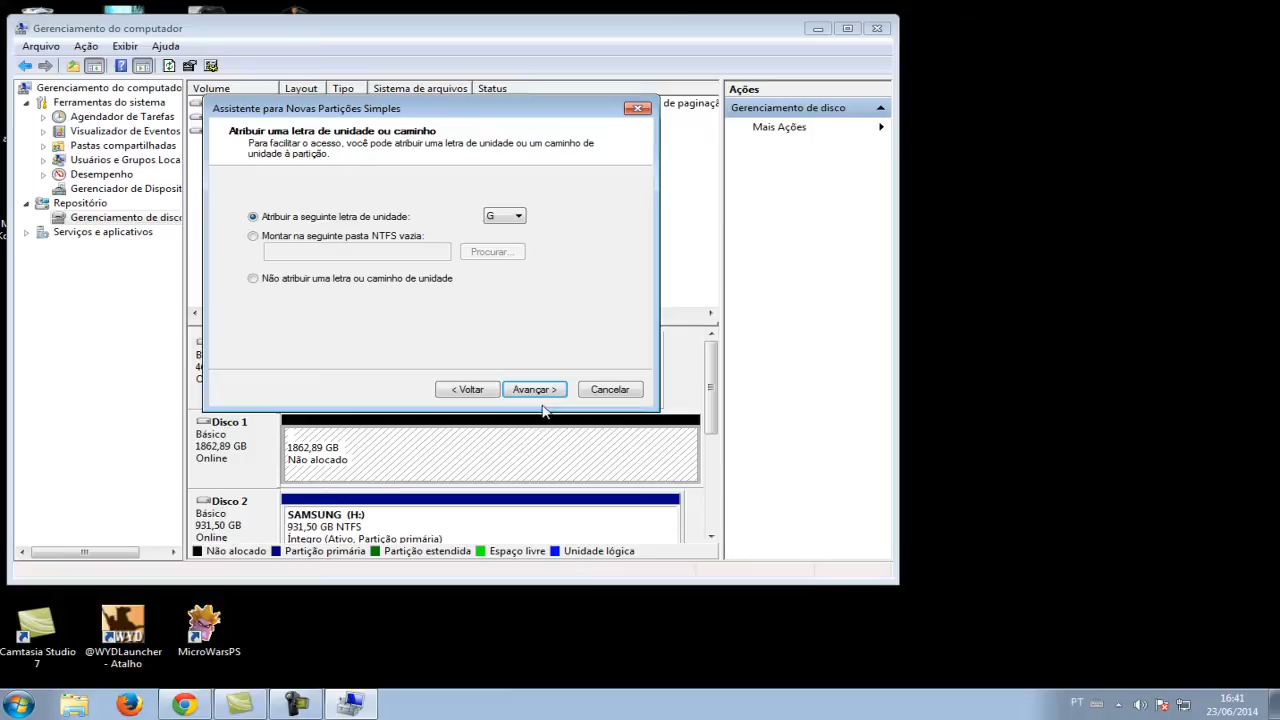 Gerenciamento do computador
Arquivo Ação Exibir Ajuda
Gerenciamento do computado
Ferramentas do sistema
Agendador de Tarefas
Visualizador de Eventos
Pastas compartilhadas
Usuários e Grupos Loca
Desempenho
Gerenciador de Disposit
Repositório
Gerenciamento de disco
Serviços e aplicativos
Volume Layout Tipo Sistema de arquivos Status
de paginaçã
Assistente para Novas Partições Simples
Atribuir uma letra de unidade ou caminho
Para facilitar o acesso, você pode atribuir uma letra de unidade ou um caminho de
unidade à partição.
Atribuir a seguinte letra de unidade: G
Montar na seguinte pasta NTFS vazia:
Procurar...
Não atribuir uma letra ou caminho de unidade
< Voltar Avançar > Cancelar
Ações
Gerenciamento de disco
Mais Ações
Disco 1
Básico
1862,89 GB
Online
1862,89 GB
Não alocado
Disco 2
Básico
931,50 GB
Online
SAMSUNG (H:)
931,50 GB NTFS
Íntegro (Ativo, Partição primária)
Não alocado Partição primária Partição estendida Espaço livre Unidade lógica
Camtasia Studio
7
@WYDLauncher
- Atalho
MicroWarsPS
PT
16:41
23/06/2014